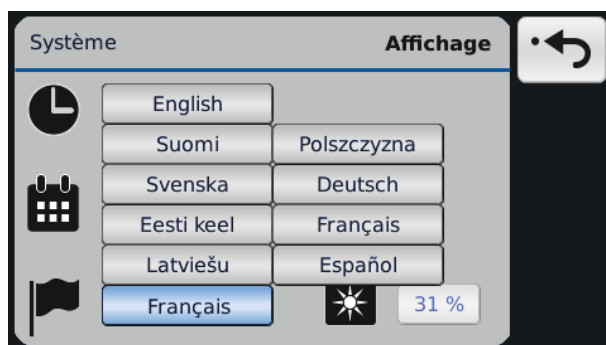 Système Affichage
English
Suomi Polszczyzna
Svenska Deutsch
Eesti keel Français
Latviešu Español
Français 31 %